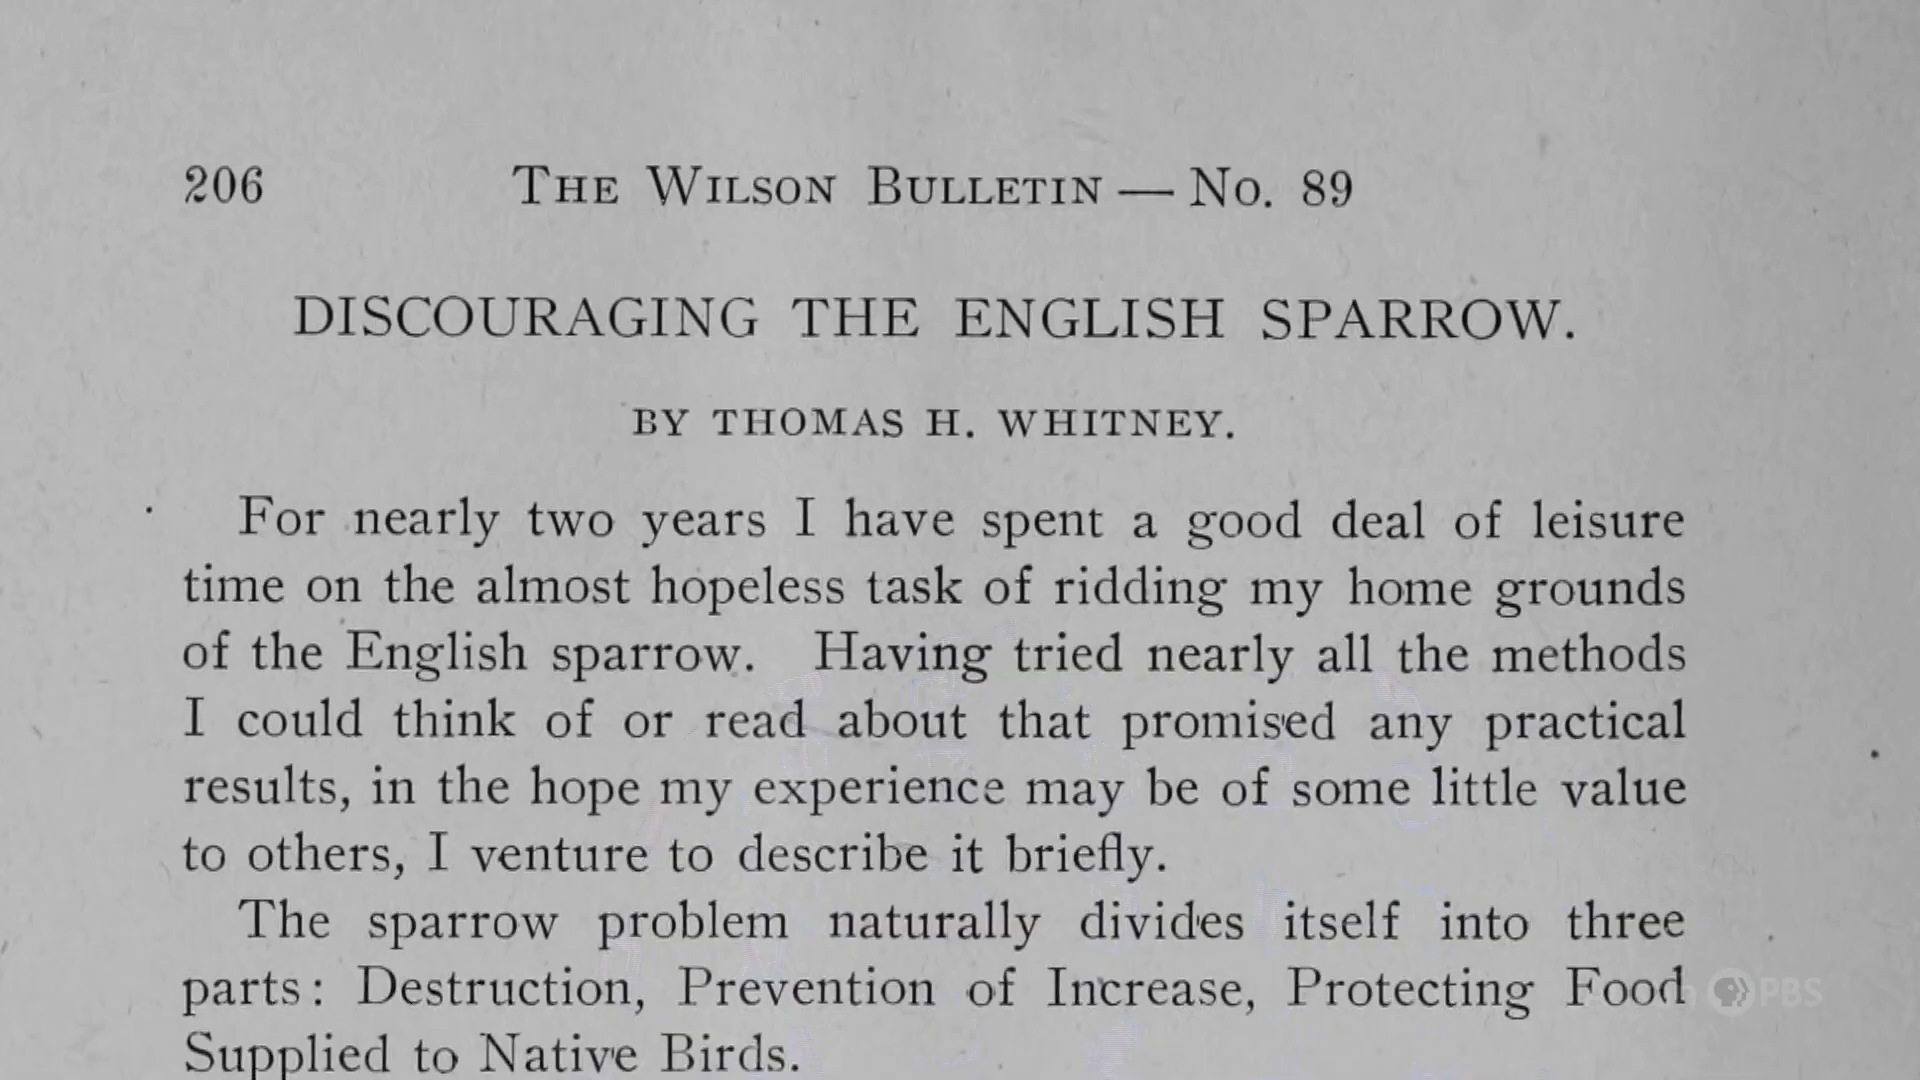 206 THE WILSON BULLETIN — No. 89
DISCOURAGING THE ENGLISH SPARROW.
BY THOMAS H. WHITNEY.
For nearly two years I have spent a good deal of leisure
time on the almost hopeless task of ridding my home grounds
of the English sparrow. Having tried nearly all the methods
I could think of or read about that promised any practical
results, in the hope my experience may be of some little value
to others, I venture to describe it briefly.
The sparrow problem naturally divides itself into three
parts: Destruction, Prevention of Increase, Protecting Food
Supplied to Native Birds.
PBS